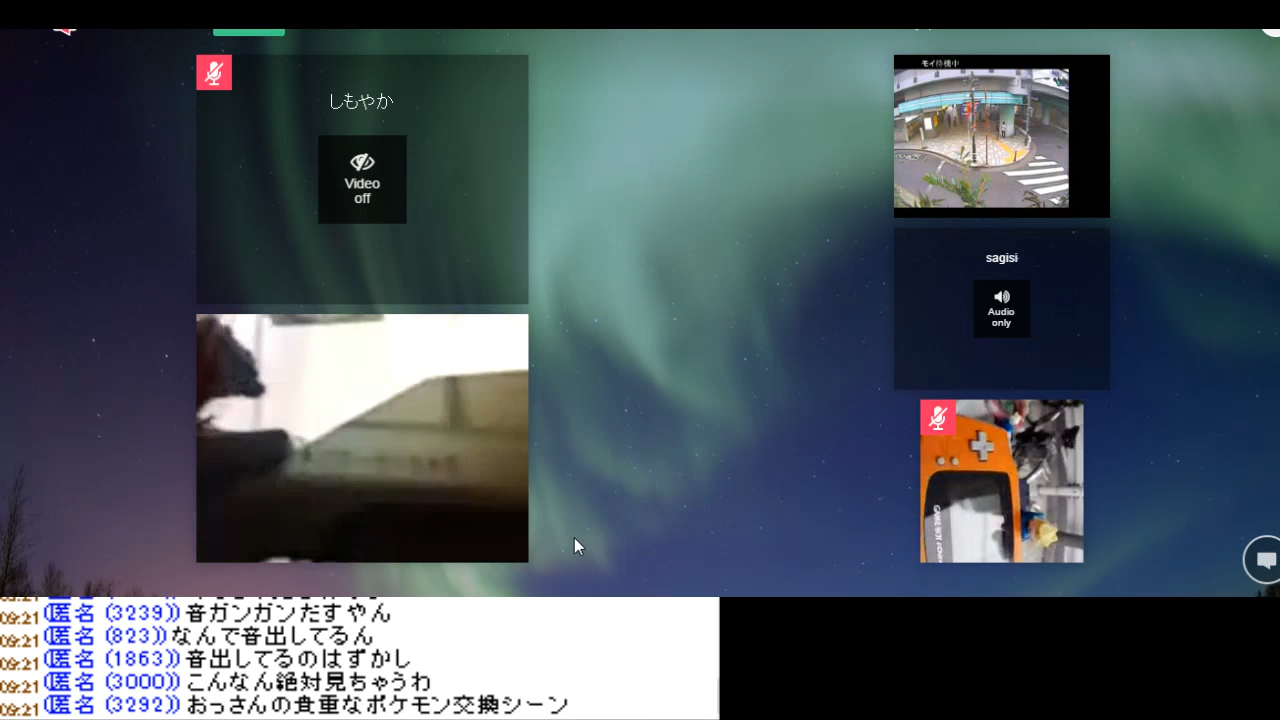 しもやか
Video
off
モイ待機中
sagisi
Audio
only
09:21 (匿名 (3239)) 音ガンガンだすやん
09:21 (匿名 (823)) なんで音出してるん
09:21 (匿名 (1863)) 音出してるのはずかし
09:21 (匿名 (3000)) こんなん絶対見ちゃうわ
09:21 (匿名 (3292)) おっさんの貴重なポケモン交換シーン